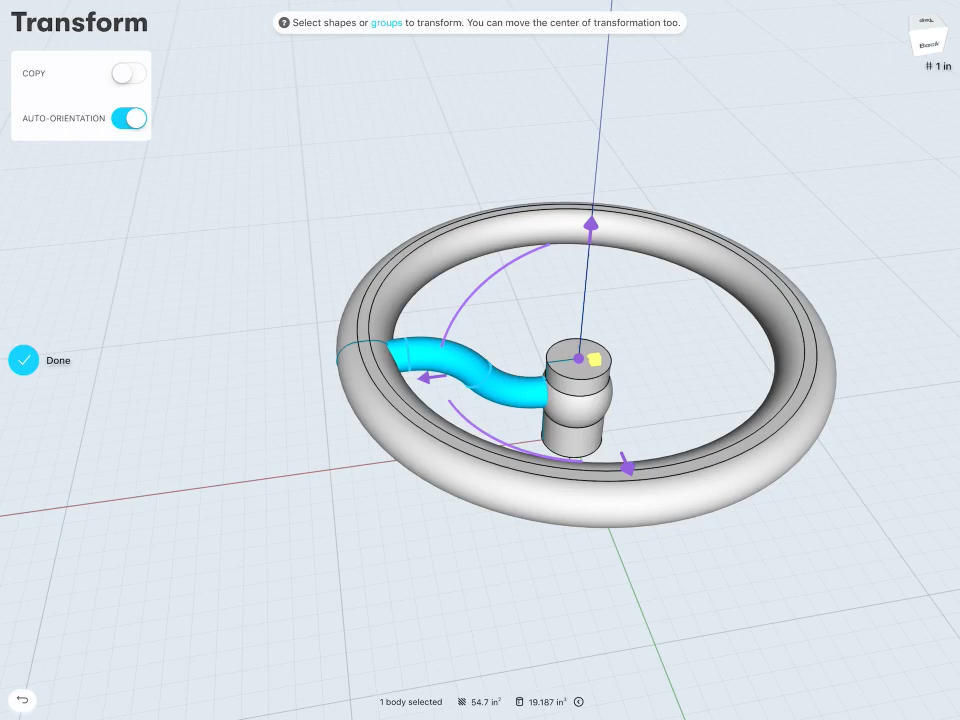 Transform
? Select shapes or groups to transform. You can move the center of transformation too.
Back
1 in
COPY
AUTO-ORIENTATION
Done
1 body selected 54.7 in² 19.187 in³